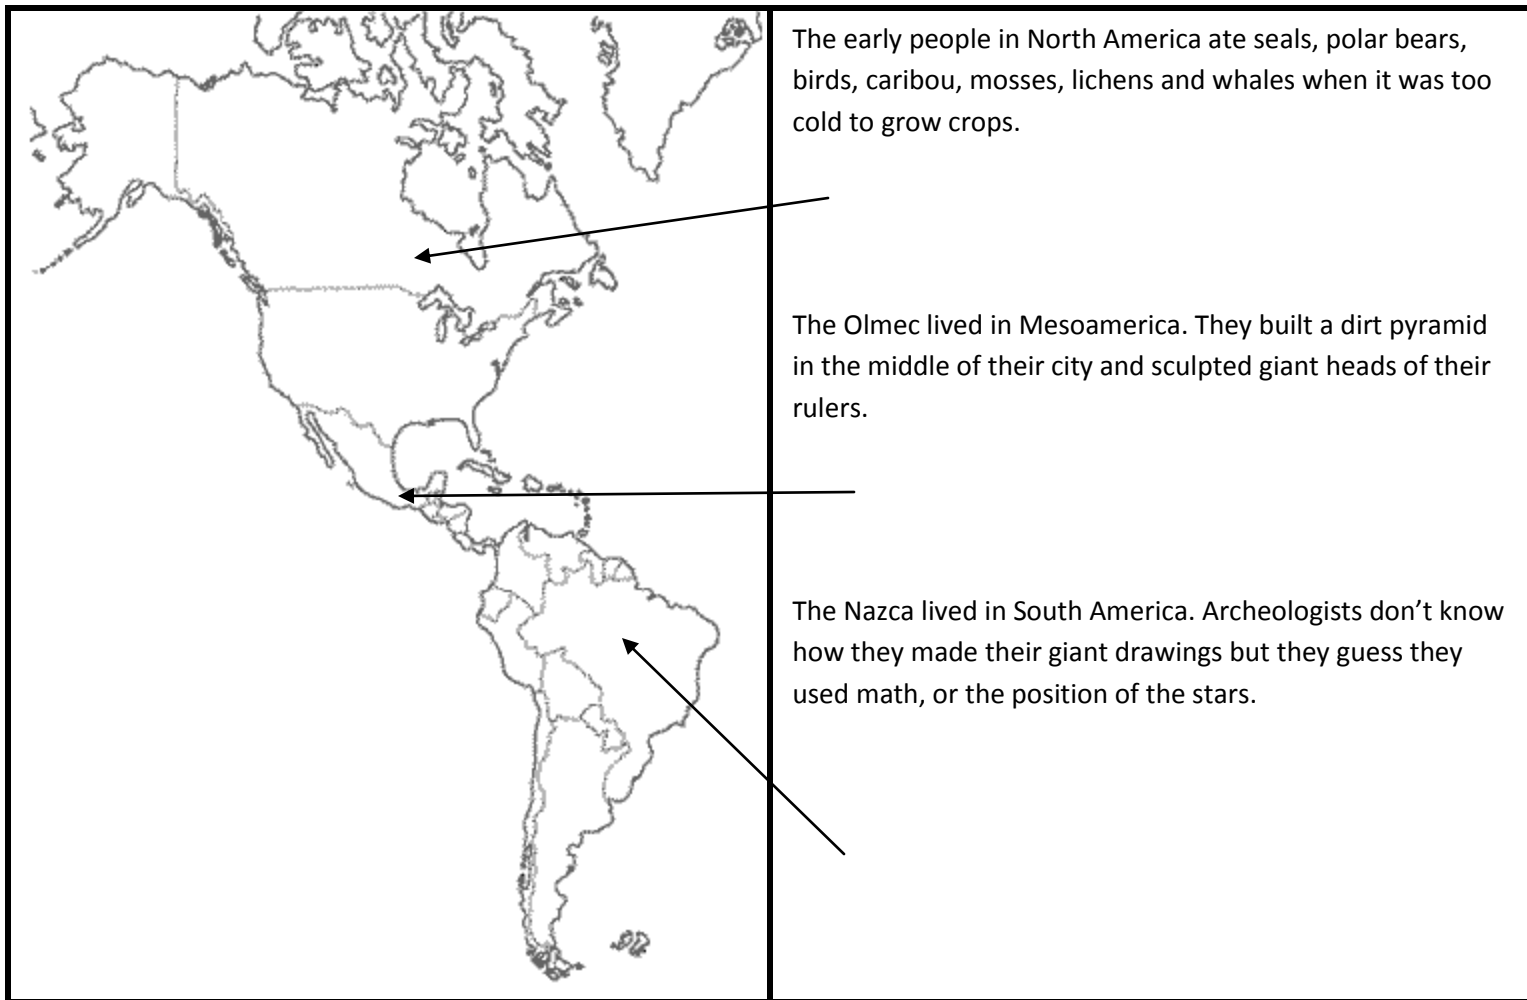 The early people in North America ate seals, polar bears,
birds, caribou, mosses, lichens and whales when it was too
cold to grow crops.
The Olmec lived in Mesoamerica. They built a dirt pyramid
in the middle of their city and sculpted giant heads of their
rulers.
The Nazca lived in South America. Archeologists don’t know
how they made their giant drawings but they guess they
used math, or the position of the stars.